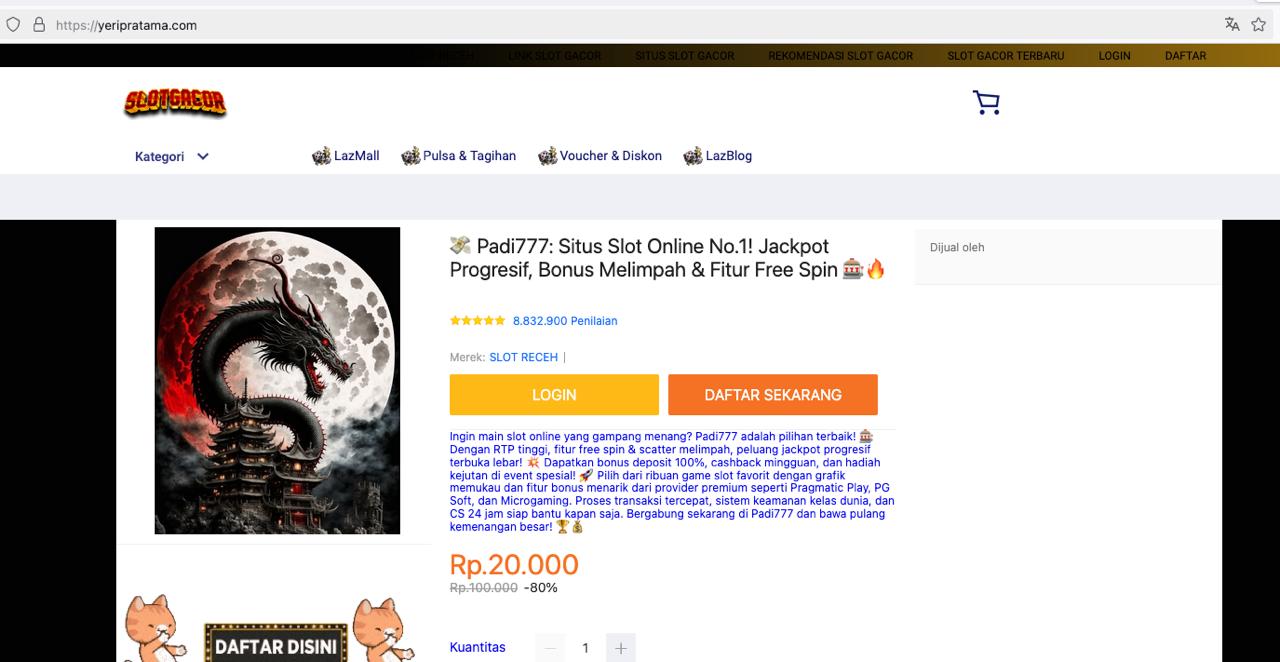 https://yeripratama.com
RECEH LINK SLOT GACOR SITUS SLOT GACOR REKOMENDASI SLOT GACOR SLOT GACOR TERBARU LOGIN DAFTAR
SLOTGACOR
Kategori LazMall Pulsa & Tagihan Voucher & Diskon LazBlog
💸 Padi777: Situs Slot Online No.1! Jackpot
Progresif, Bonus Melimpah & Fitur Free Spin 🎰🔥
Dijual oleh
8.832.900 Penilaian
Merek: SLOT RECEH |
LOGIN DAFTAR SEKARANG
Ingin main slot online yang gampang menang? Padi777 adalah pilihan terbaik! 🎰
Dengan RTP tinggi, fitur free spin & scatter melimpah, peluang jackpot progresif
terbuka lebar! 💥 Dapatkan bonus deposit 100%, cashback mingguan, dan hadiah
kejutan di event spesial! 🚀 Pilih dari ribuan game slot favorit dengan grafik
memukau dan fitur bonus menarik dari provider premium seperti Pragmatic Play, PG
Soft, dan Microgaming. Proses transaksi tercepat, sistem keamanan kelas dunia, dan
CS 24 jam siap bantu kapan saja. Bergabung sekarang di Padi777 dan bawa pulang
kemenangan besar! 🏆💰
Rp.20.000
Rp.100.000 -80%
DAFTAR DISINI
Kuantitas − 1 +